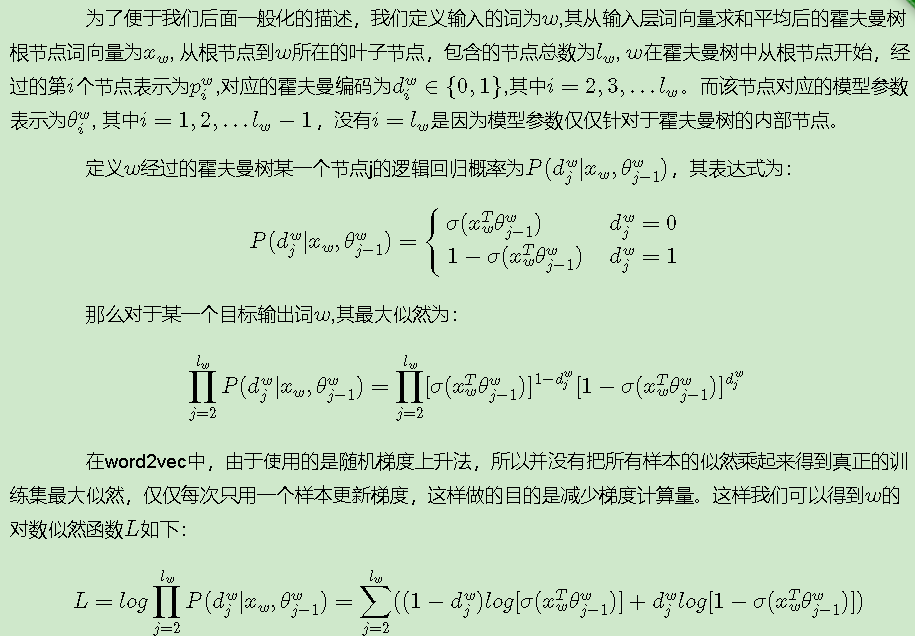 为了便于我们后面一般化的描述，我们定义输入的词为w,其从输入层词向量求和平均后的霍夫曼树
根节点词向量为x_w, 从根节点到w所在的叶子节点，包含的节点总数为l_w, w在霍夫曼树中从根节点开始，经
过的第i个节点表示为p_i^w,对应的霍夫曼编码为d_i^w ∈ {0, 1},其中i = 2, 3, ... l_w。而该节点对应的模型参数
表示为θ_i^w, 其中i = 1, 2, ... l_w − 1，没有i = l_w是因为模型参数仅仅针对于霍夫曼树的内部节点。
定义w经过的霍夫曼树某一个节点j的逻辑回归概率为P(d_j^w|x_w, θ_{j−1}^w)，其表达式为：
P(d_j^w|x_w, θ_{j−1}^w) = { σ(x_w^T θ_{j−1}^w) d_j^w = 0
1 − σ(x_w^T θ_{j−1}^w) d_j^w = 1
那么对于某一个目标输出词w,其最大似然为：
∏_{j=2}^{l_w} P(d_j^w|x_w, θ_{j−1}^w) = ∏_{j=2}^{l_w} [σ(x_w^T θ_{j−1}^w)]^{1−d_j^w} [1 − σ(x_w^T θ_{j−1}^w)]^{d_j^w}
在word2vec中，由于使用的是随机梯度上升法，所以并没有把所有样本的似然乘起来得到真正的训
练集最大似然，仅仅每次只用一个样本更新梯度，这样做的目的是减少梯度计算量。这样我们可以得到w的
对数似然函数L如下：
L = log ∏_{j=2}^{l_w} P(d_j^w|x_w, θ_{j−1}^w) = ∑_{j=2}^{l_w} ((1 − d_j^w)log[σ(x_w^T θ_{j−1}^w)] + d_j^w log[1 − σ(x_w^T θ_{j−1}^w)])